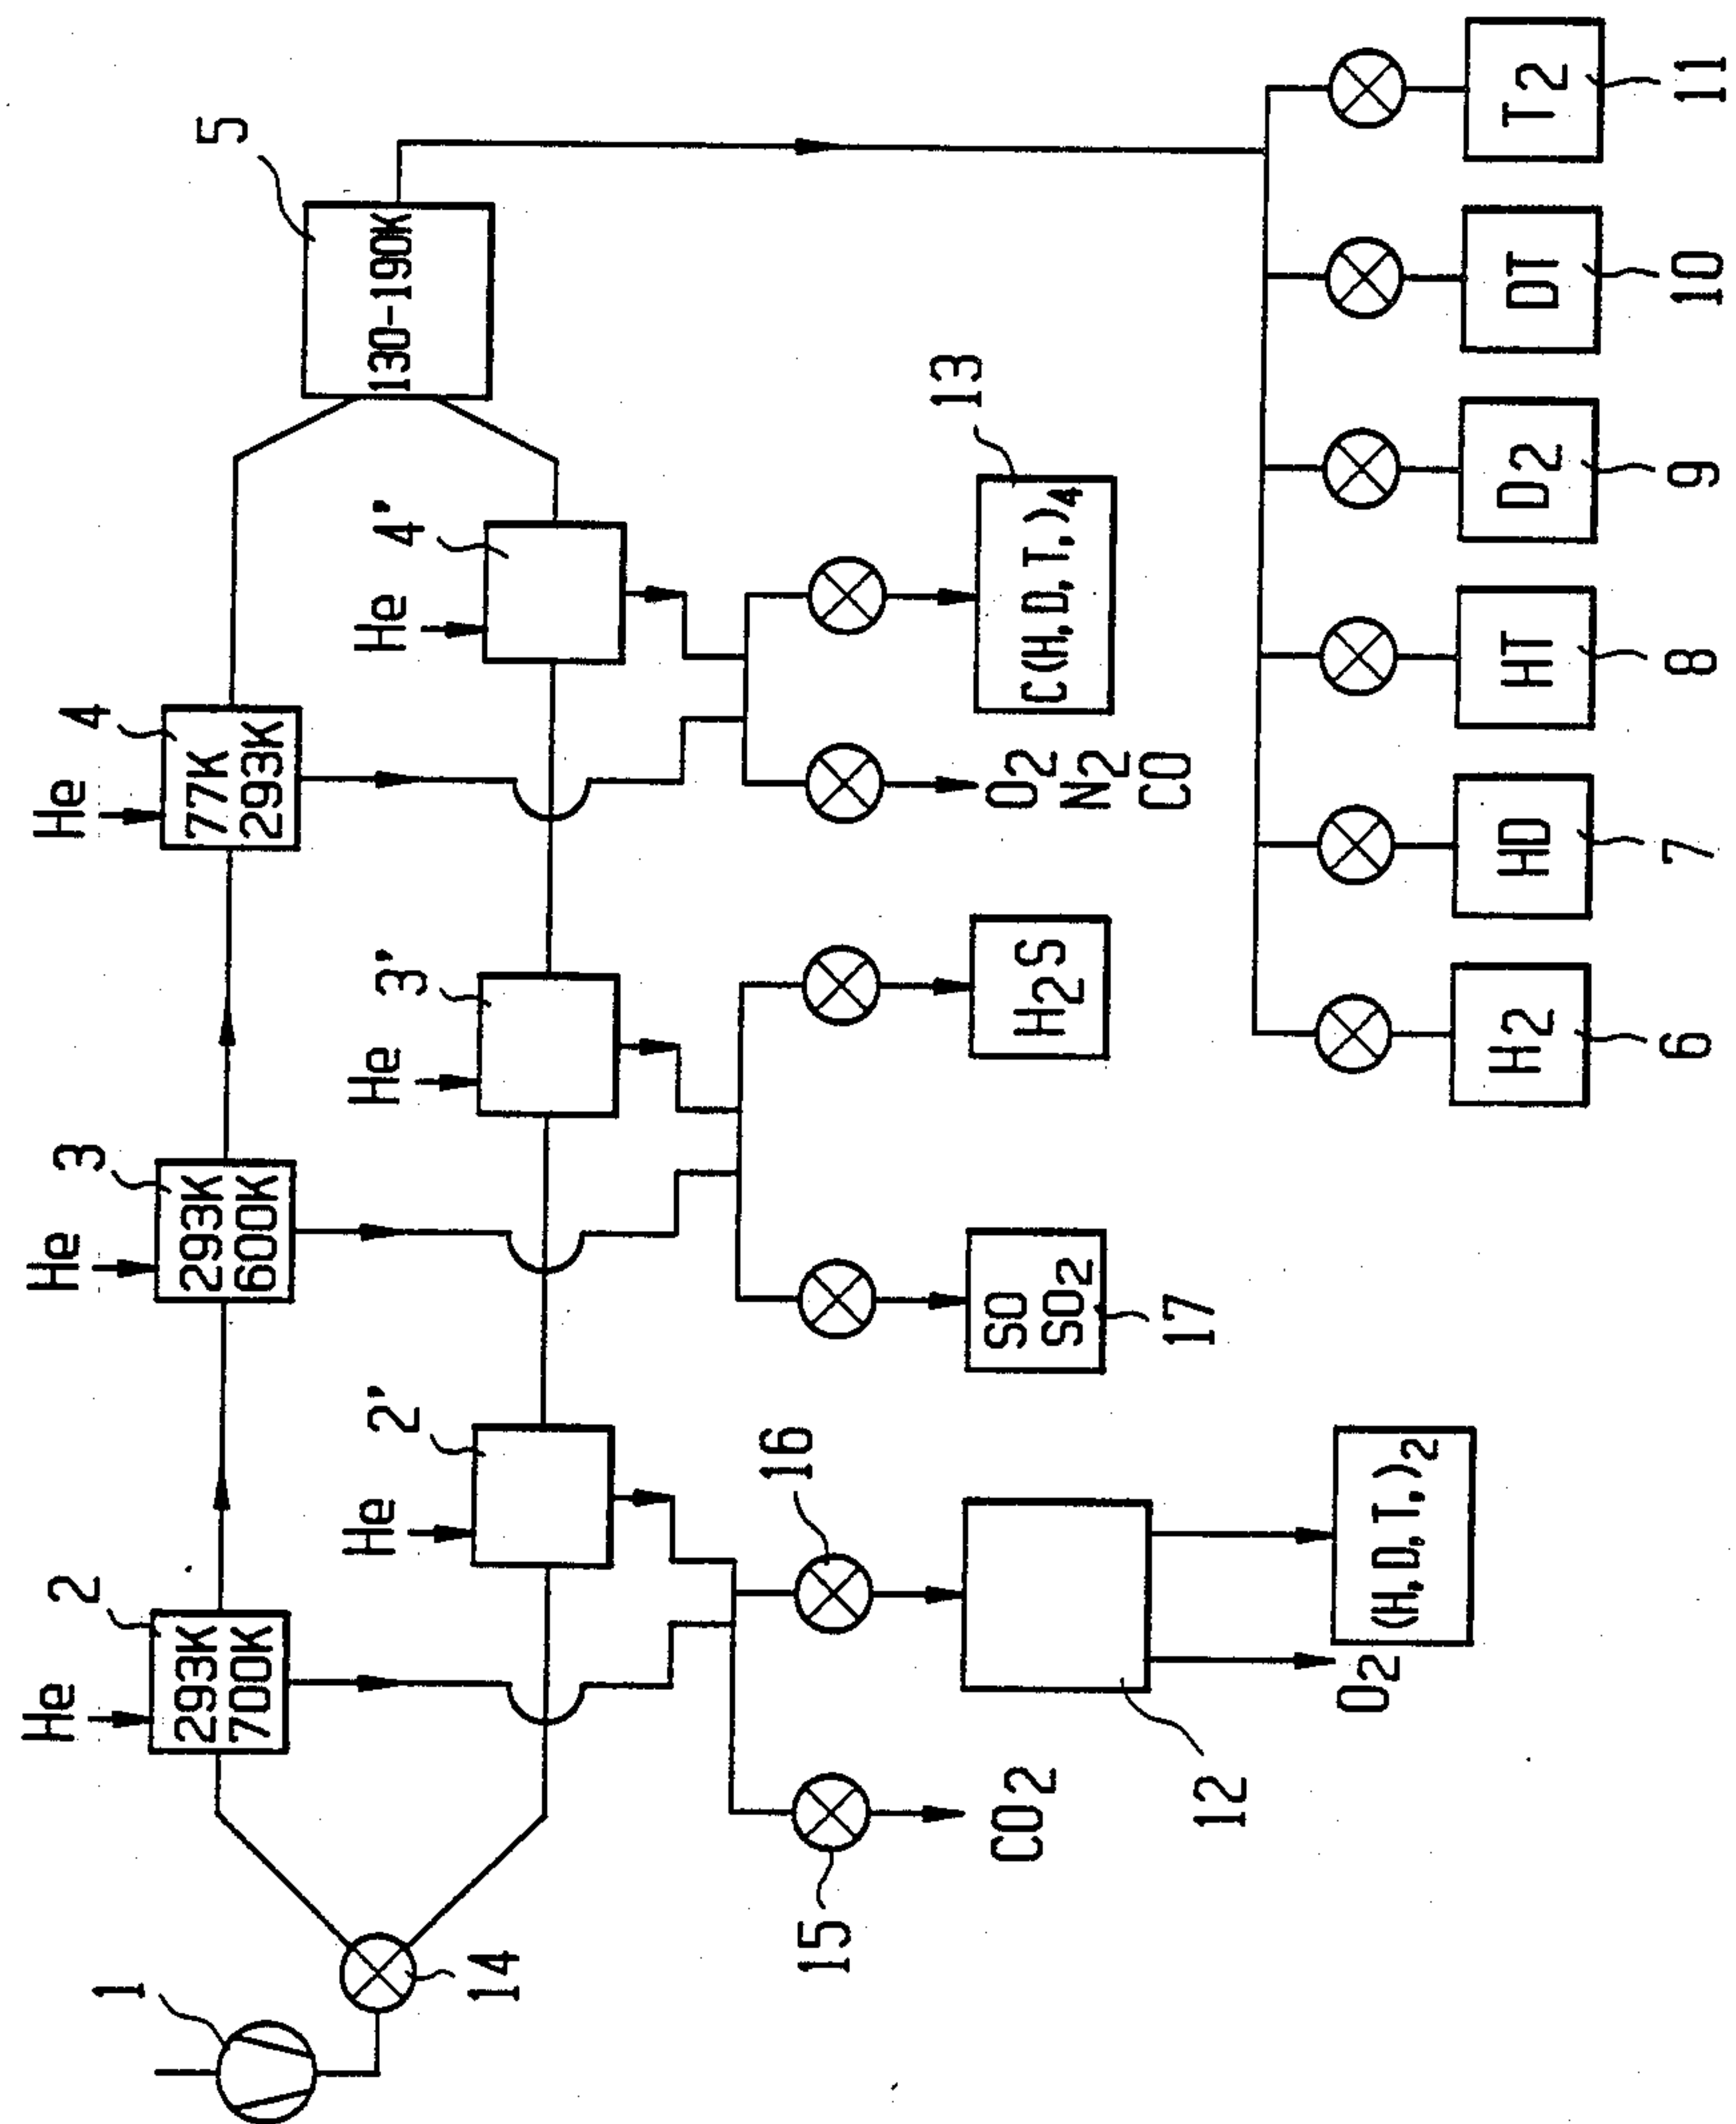 1
14
He
2
293K
700K
He
3
293K
600K
He
4
77K
293K
5
130-190K
He
2'
He
3'
He
4'
15
16
CO2
12
O2
(H,D,T,)2
SO
SO2
17
H2S
O2
N2
CO
C(H,D,T,)4
13
H2
6
HD
7
HT
8
D2
9
DT
10
T2
11